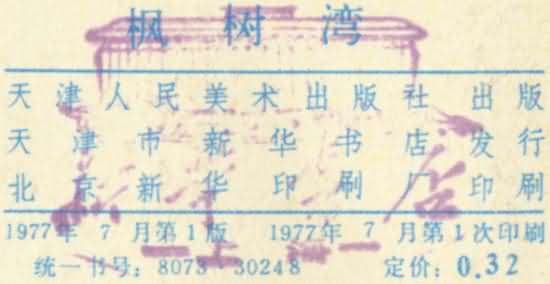 枫树湾
天津人民美术出版社出版
天津市新华书店发行
北京新华印刷厂印刷
1977年7月第1版 1977年7月第1次印刷
统一书号：8073·30248 定价：0.32